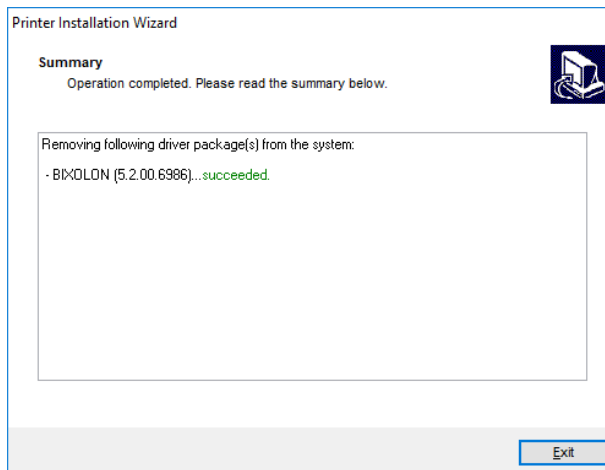 Printer Installation Wizard
Summary
Operation completed. Please read the summary below.
Removing following driver package(s) from the system:
- BIXOLON (5.2.00.6986)...succeeded.
Exit